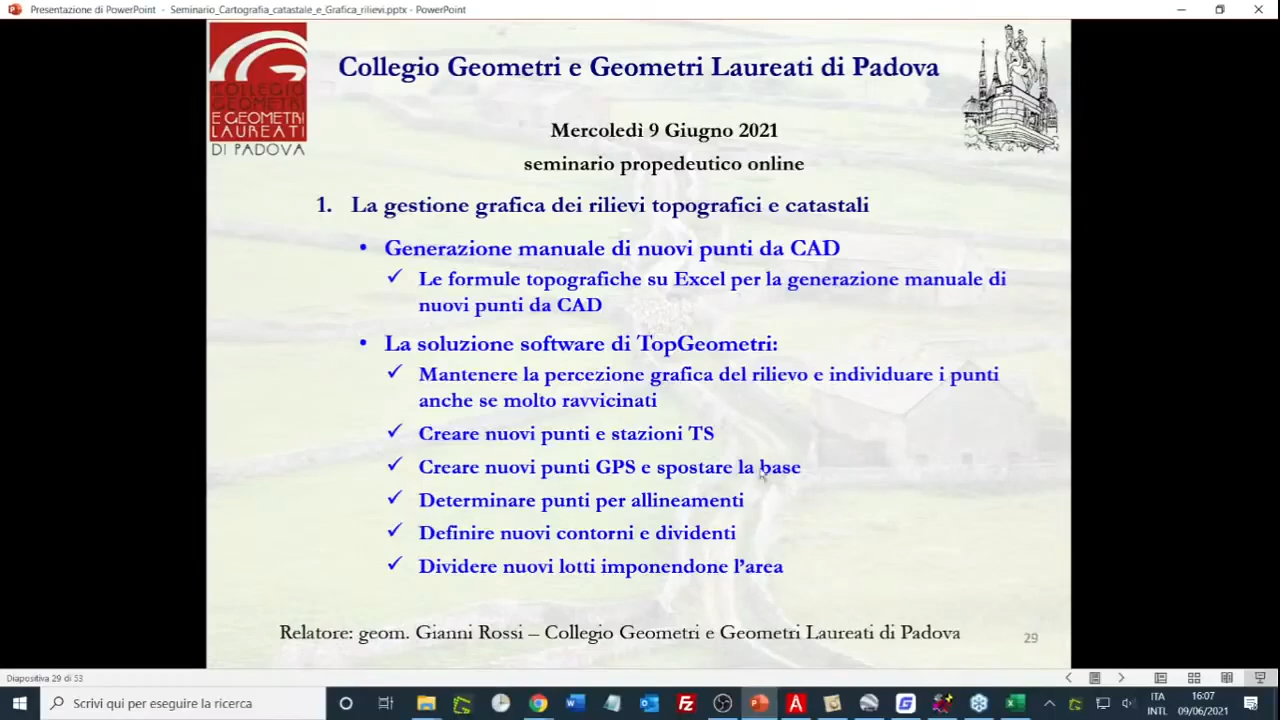 Presentazione di PowerPoint - Seminario_Cartografia_catastale_e_Grafica_rilievi.pptx - PowerPoint
COLLEGIO
GEOMETRI
E GEOMETRI
LAUREATI
DI PADOVA
Collegio Geometri e Geometri Laureati di Padova
Mercoledì 9 Giugno 2021
seminario propedeutico online
1. La gestione grafica dei rilievi topografici e catastali
• Generazione manuale di nuovi punti da CAD
✓ Le formule topografiche su Excel per la generazione manuale di
nuovi punti da CAD
• La soluzione software di TopGeometri:
✓ Mantenere la percezione grafica del rilievo e individuare i punti
anche se molto ravvicinati
✓ Creare nuovi punti e stazioni TS
✓ Creare nuovi punti GPS e spostare la base
✓ Determinare punti per allineamenti
✓ Definire nuovi contorni e dividenti
✓ Dividere nuovi lotti imponendone l'area
Relatore: geom. Gianni Rossi – Collegio Geometri e Geometri Laureati di Padova
29
Diapositiva 29 di 53
Scrivi qui per eseguire la ricerca
ITA
INTL
16:07
09/06/2021